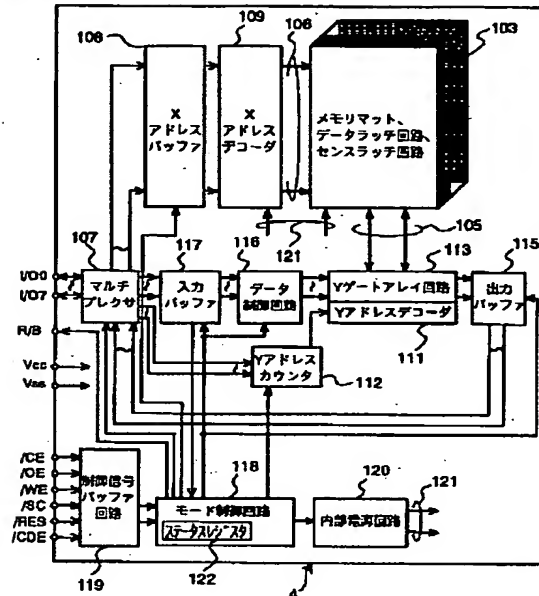 108
109
106
103
X
アドレス
バッファ
X
アドレス
デコーダ
メモリマット、
データラッチ回路、
センスラッチ回路
107
117
116
121
105
113
115
I/O0
I/O7
R/B
Vcc
Vss
マルチ
プレクサ
入力
バッファ
データ
制御回路
Yゲートアレイ回路
Yアドレスデコーダ
出力
バッファ
111
Yアドレス
カウンタ
112
/CE
/OE
/WE
/SC
/RES
/CDE
制御信号
バッファ
回路
119
118
モード制御回路
ステータスレジスタ
122
120
内部電源回路
121